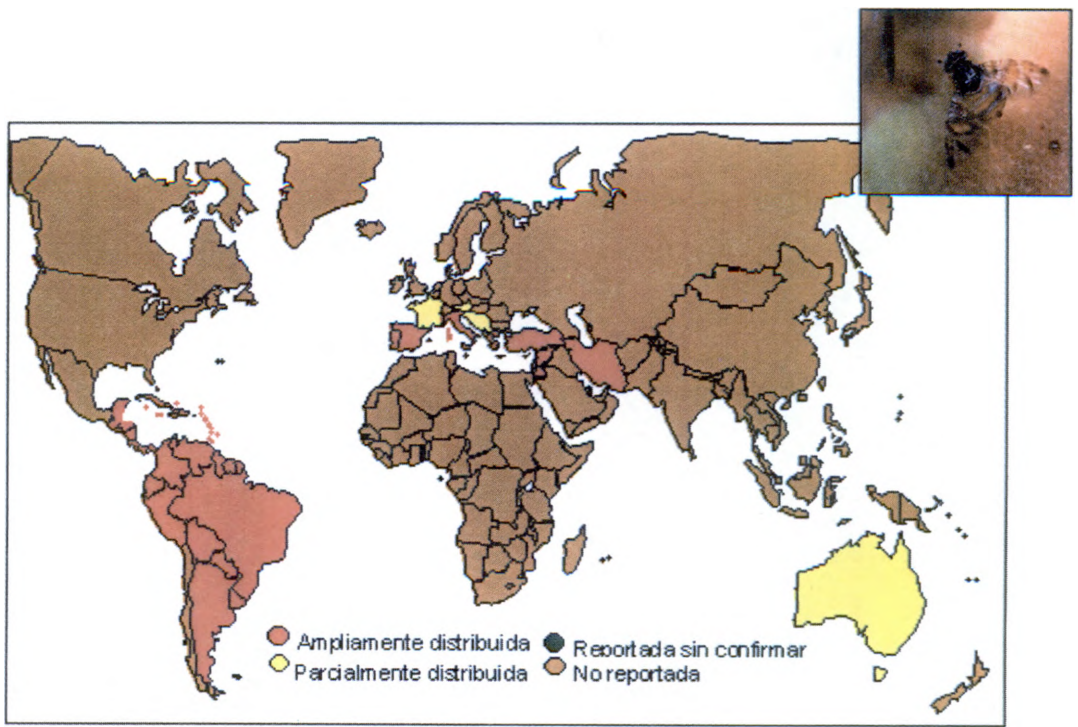 Ampliamente distribuida
Parcialmente distribuida
Reportada sin confirmar
No reportada